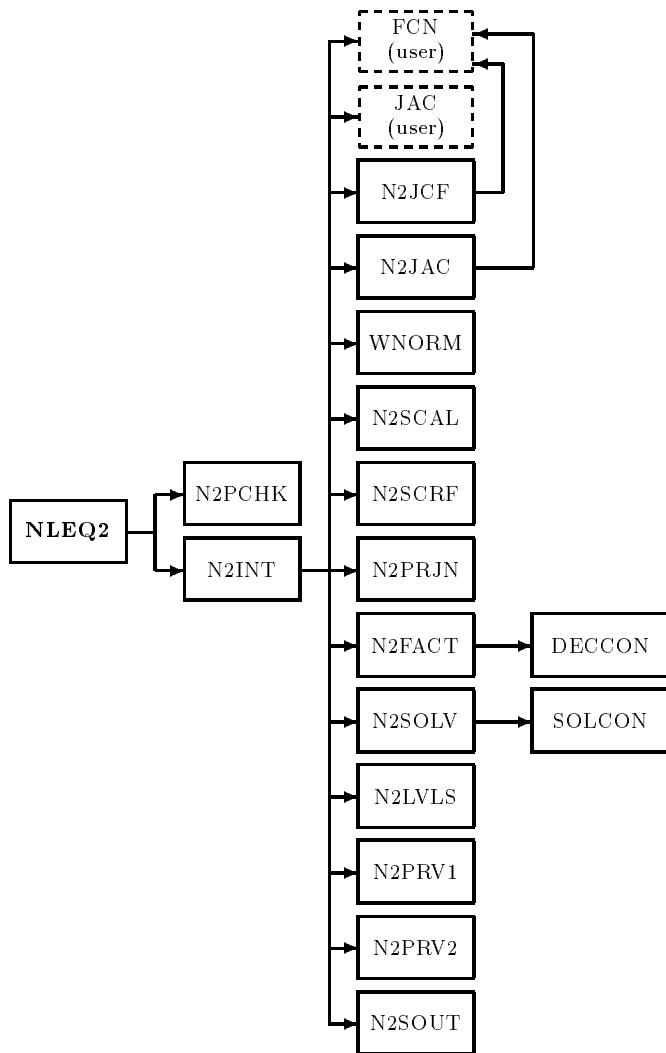 FCN
(user)
JAC
(user)
N2JCF
N2JAC
WNORM
N2SCAL
N2PCHK
N2SCRF
NLEQ2
N2INT
N2PRJN
N2FACT
DECCON
N2SOLV
SOLCON
N2LVLS
N2PRV1
N2PRV2
N2SOUT